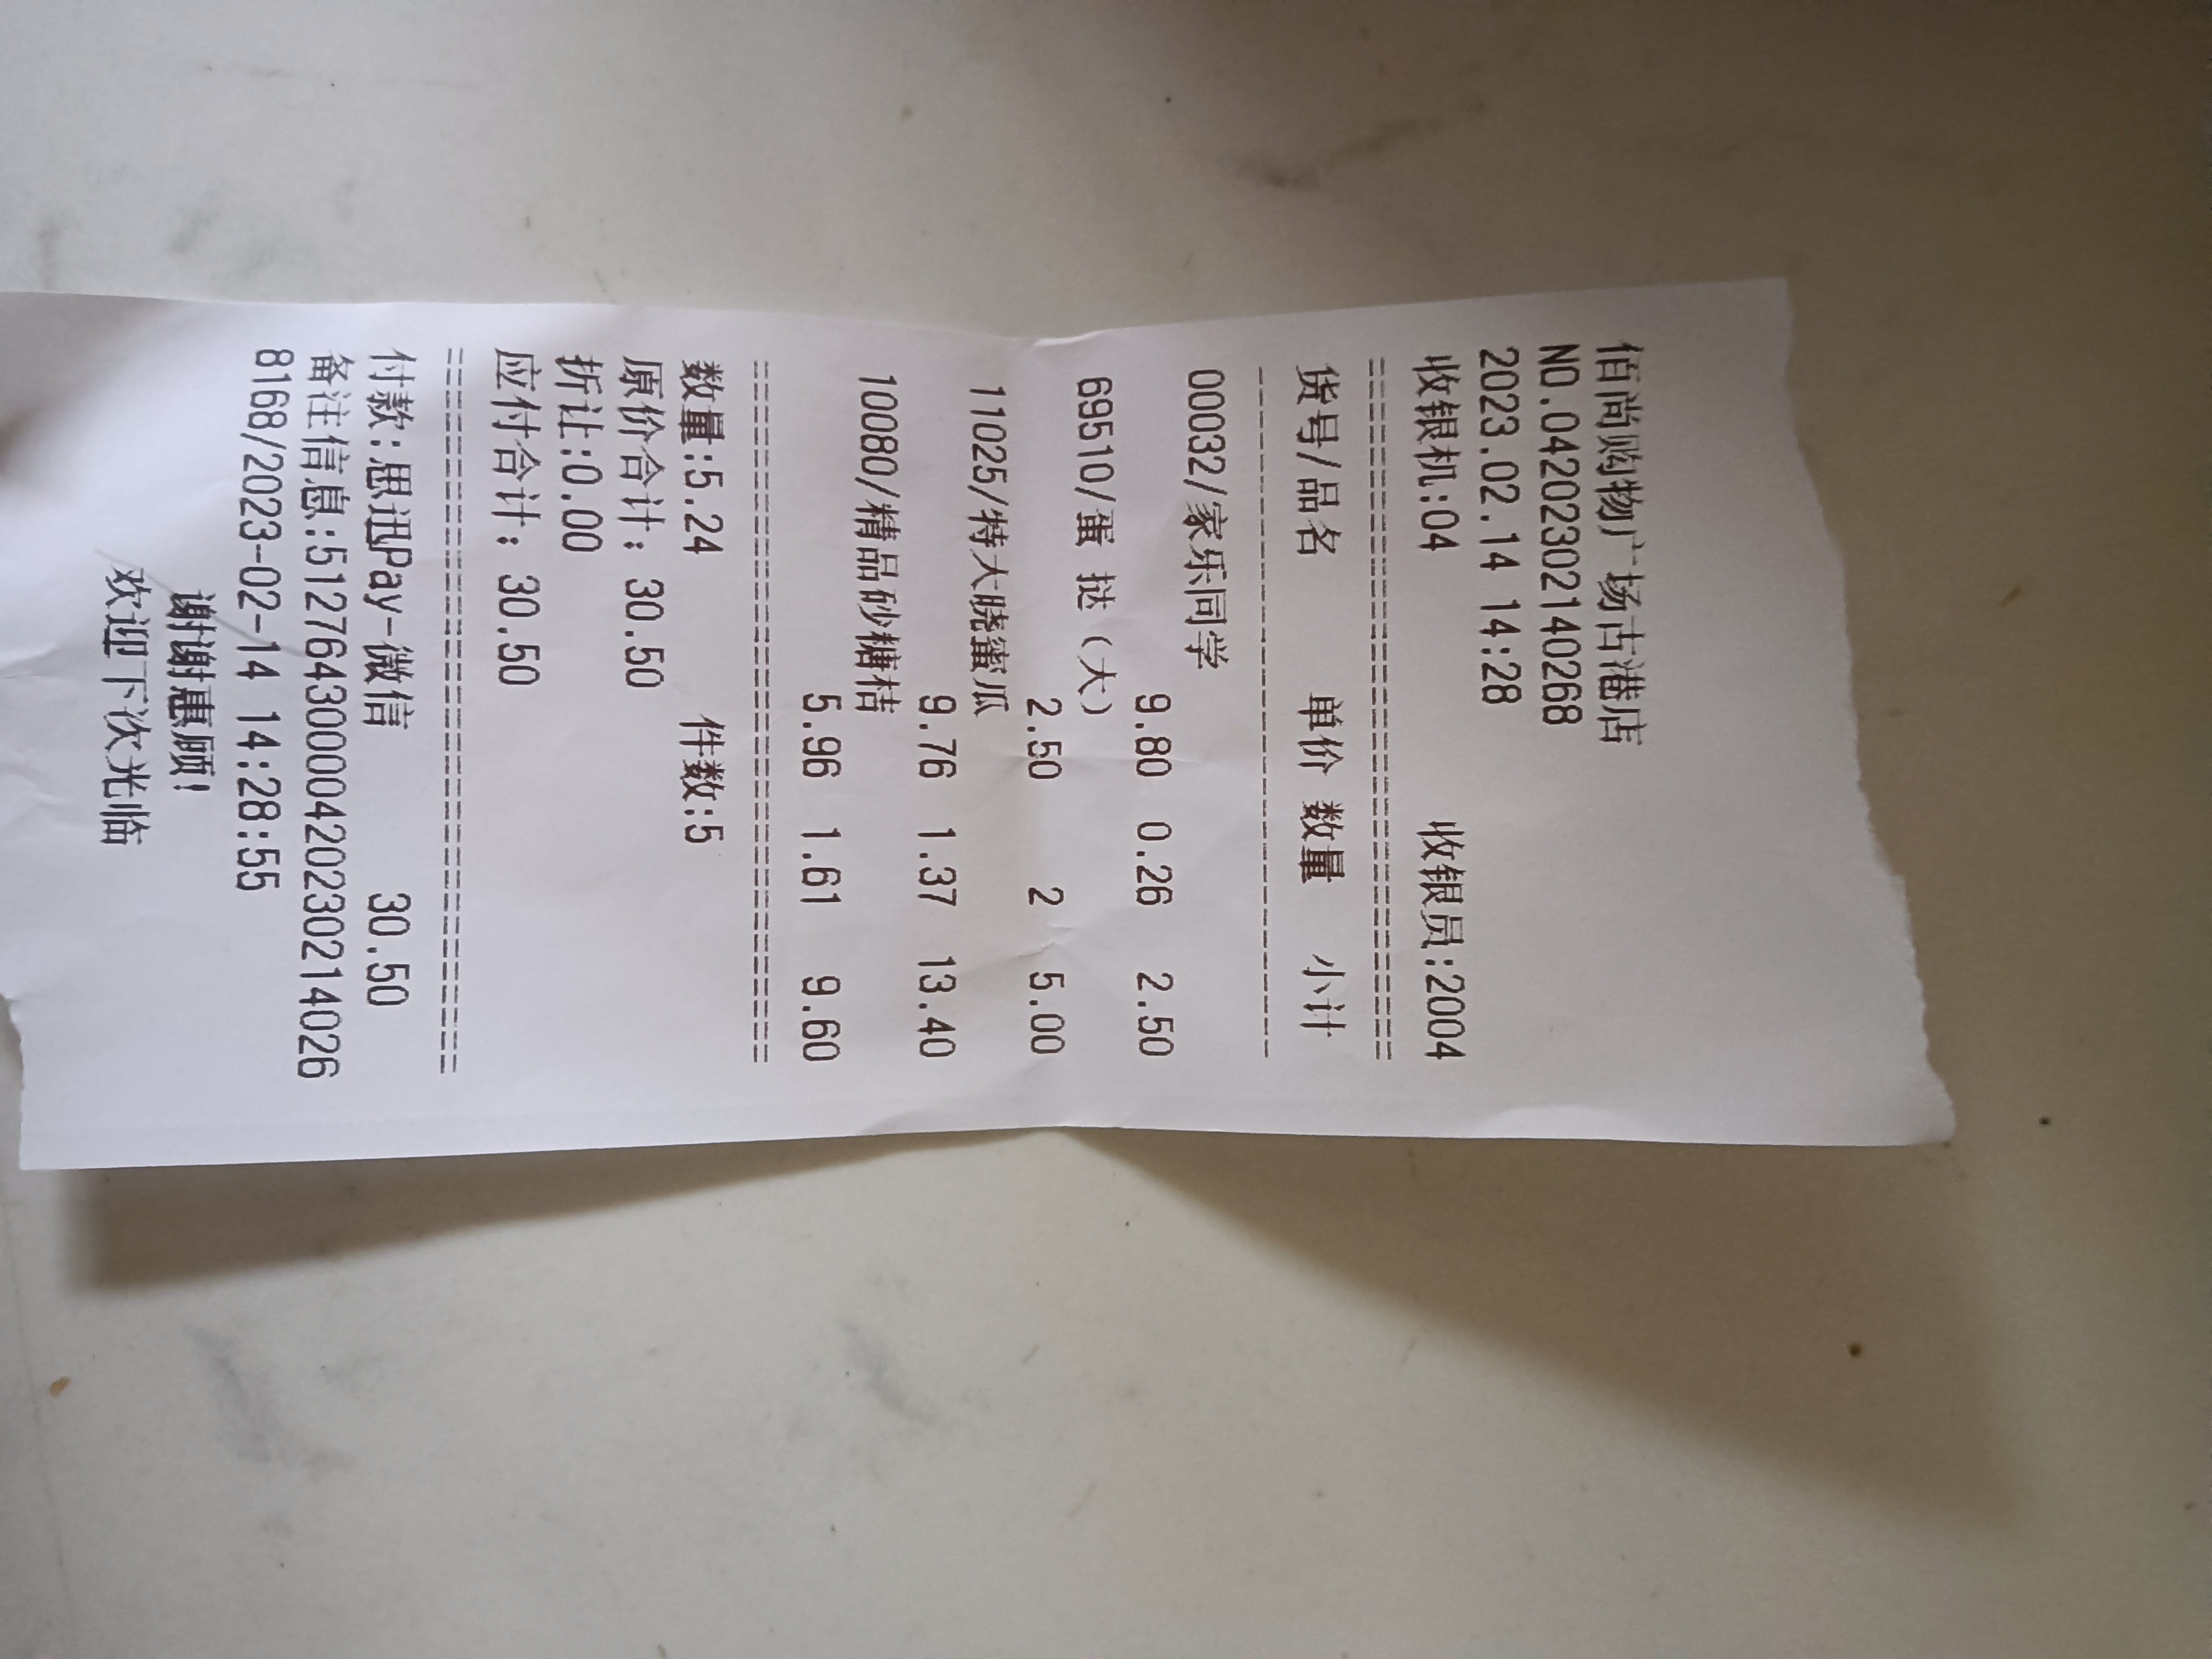 佰尚购物广场古港店
NO.04202302140268
2023.02.14 14:28
收银机:04 收银员:2004
货号/品名 单价 数量 小计
00032/家乐同学
9.80 0.26 2.50
69510/蛋 挞（大）
2.50 2 5.00
11025/特大晓蜜瓜
9.76 1.37 13.40
10080/精品砂糖桔
5.96 1.61 9.60
数量:5.24 件数:5
原价合计: 30.50
折让:0.00
应付合计: 30.50
付款:思迅Pay-微信 30.50
备注信息:5127643000042023021402​6
8168/2023-02-14 14:28:55
谢谢惠顾!
欢迎下次光临